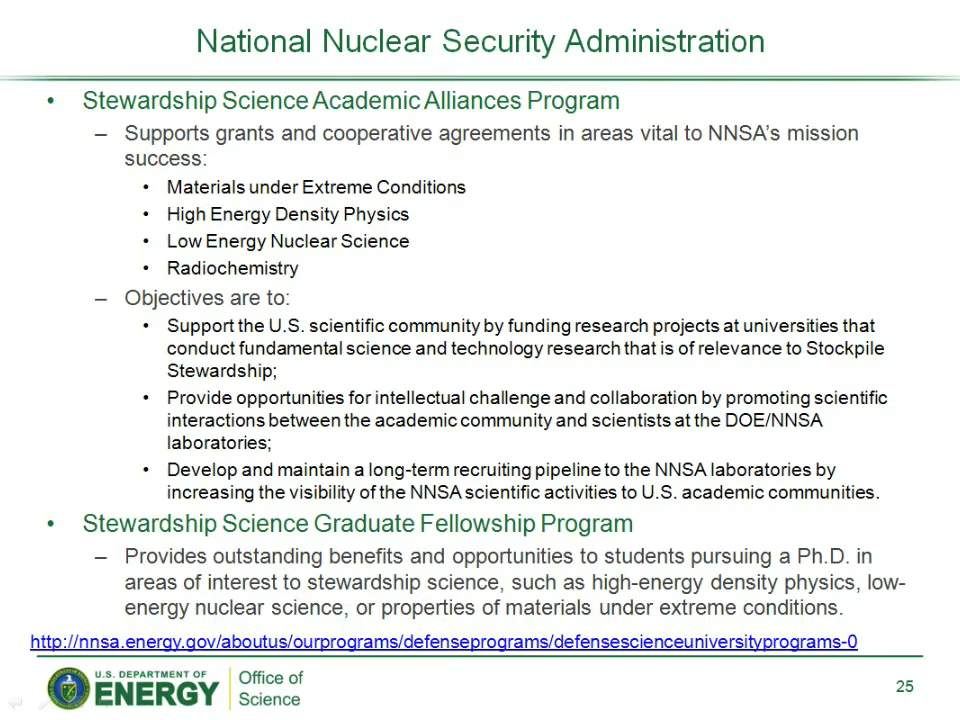 National Nuclear Security Administration
• Stewardship Science Academic Alliances Program
– Supports grants and cooperative agreements in areas vital to NNSA's mission
success:
• Materials under Extreme Conditions
• High Energy Density Physics
• Low Energy Nuclear Science
• Radiochemistry
– Objectives are to:
• Support the U.S. scientific community by funding research projects at universities that
conduct fundamental science and technology research that is of relevance to Stockpile
Stewardship;
• Provide opportunities for intellectual challenge and collaboration by promoting scientific
interactions between the academic community and scientists at the DOE/NNSA
laboratories;
• Develop and maintain a long-term recruiting pipeline to the NNSA laboratories by
increasing the visibility of the NNSA scientific activities to U.S. academic communities.
• Stewardship Science Graduate Fellowship Program
– Provides outstanding benefits and opportunities to students pursuing a Ph.D. in
areas of interest to stewardship science, such as high-energy density physics, low-
energy nuclear science, or properties of materials under extreme conditions.
http://nnsa.energy.gov/aboutus/ourprograms/defenseprograms/defensescienceuniversityprograms-0
U.S. DEPARTMENT OF
ENERGY
Office of
Science
25